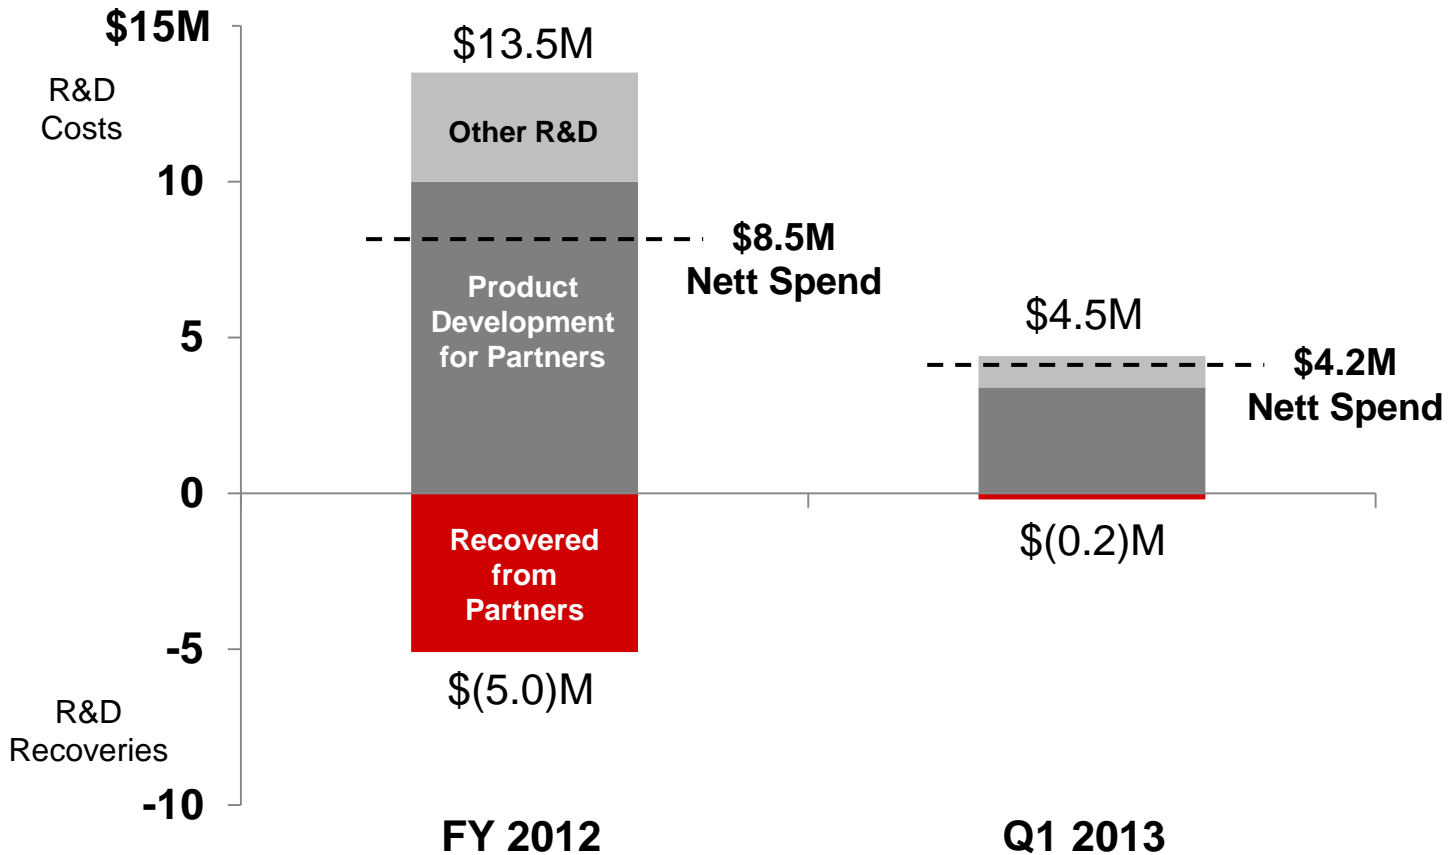 $15M
R&D
Costs
10
5
0
-5
R&D
Recoveries
-10
$13.5M
Other R&D
Product
Development
for Partners
Recovered
from
Partners
$(5.0)M
$8.5M
Nett Spend
$4.5M
$4.2M
Nett Spend
$(0.2)M
FY 2012
Q1 2013